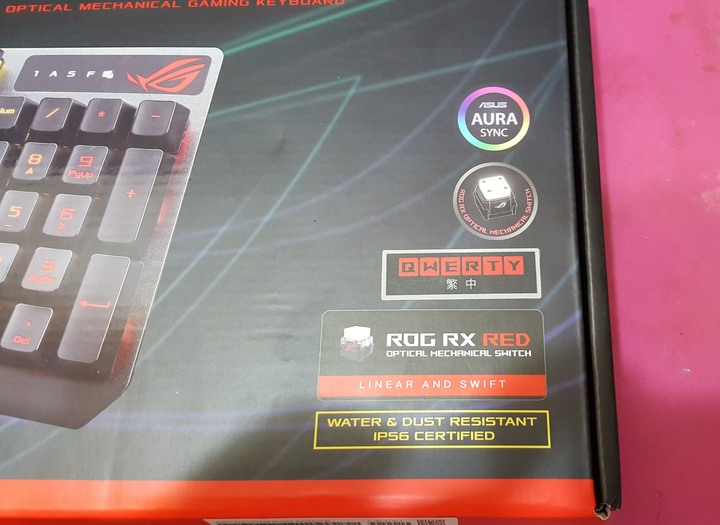 OPTICAL MECHANICAL GAMING KEYBOARD
1 A S F
/
*
-
8
9
PgUp
+
5
6
3
Del
ASUS
AURA
SYNC
ROG RX OPTICAL MECHANICAL SWITCH
QWERTY
繁中
ROG RX RED
OPTICAL MECHANICAL SWITCH
LINEAR AND SWIFT
WATER & DUST RESISTANT
IP56 CERTIFIED